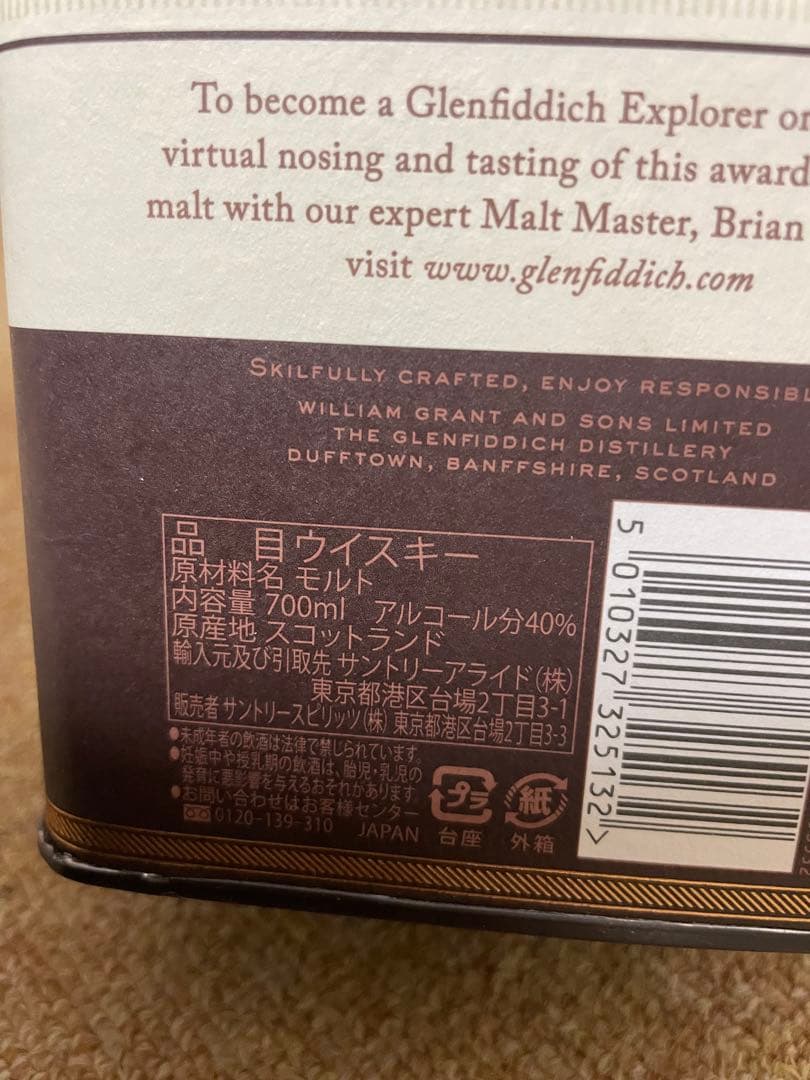 To become a Glenfiddich Explorer or
virtual nosing and tasting of this award
malt with our expert Malt Master, Brian
visit www.glenfiddich.com
SKILFULLY CRAFTED, ENJOY RESPONSIBL
WILLIAM GRANT AND SONS LIMITED
THE GLENFIDDICH DISTILLERY
DUFFTOWN, BANFFSHIRE, SCOTLAND
品　目ウイスキー
原材料名 モルト
内容量 700ml アルコール分40%
原産地 スコットランド
輸入元及び引取先 サントリーアライド(株)
東京都港区台場2丁目3-1
販売者 サントリースピリッツ(株) 東京都港区台場2丁目3-3
●未成年者の飲酒は法律で禁じられています。
●妊娠中や授乳期の飲酒は、胎児・乳児の
発育に悪影響を与えるおそれがあります。
●お問い合わせはお客様センター
0120-139-310 JAPAN
プラ
台座
紙
外箱
5 010327 325132>